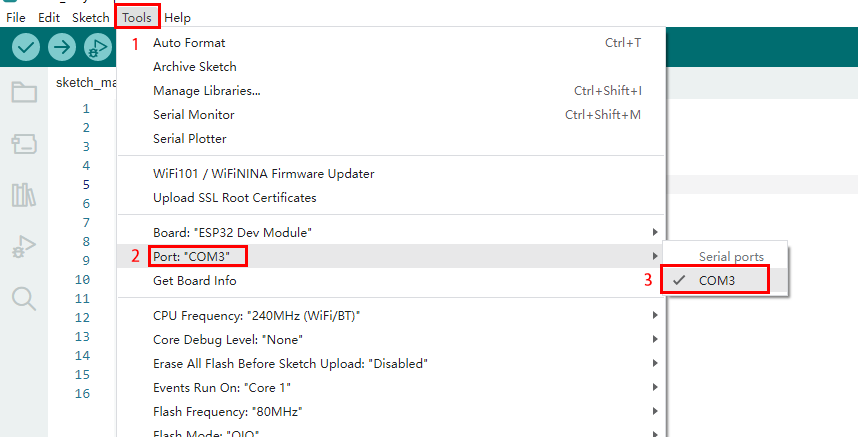 File Edit Sketch Tools Help
1
Auto Format Ctrl+T
Archive Sketch
Manage Libraries... Ctrl+Shift+I
Serial Monitor Ctrl+Shift+M
Serial Plotter
WiFi101 / WiFiNINA Firmware Updater
Upload SSL Root Certificates
Board: "ESP32 Dev Module"
2 Port: "COM3"
Serial ports
3 COM3
Get Board Info
CPU Frequency: "240MHz (WiFi/BT)"
Core Debug Level: "None"
Erase All Flash Before Sketch Upload: "Disabled"
Events Run On: "Core 1"
Flash Frequency: "80MHz"
Flash Mode: "QIO"
sketch_ma
1
2
3
4
5
6
7
8
9
10
11
12
13
14
15
16